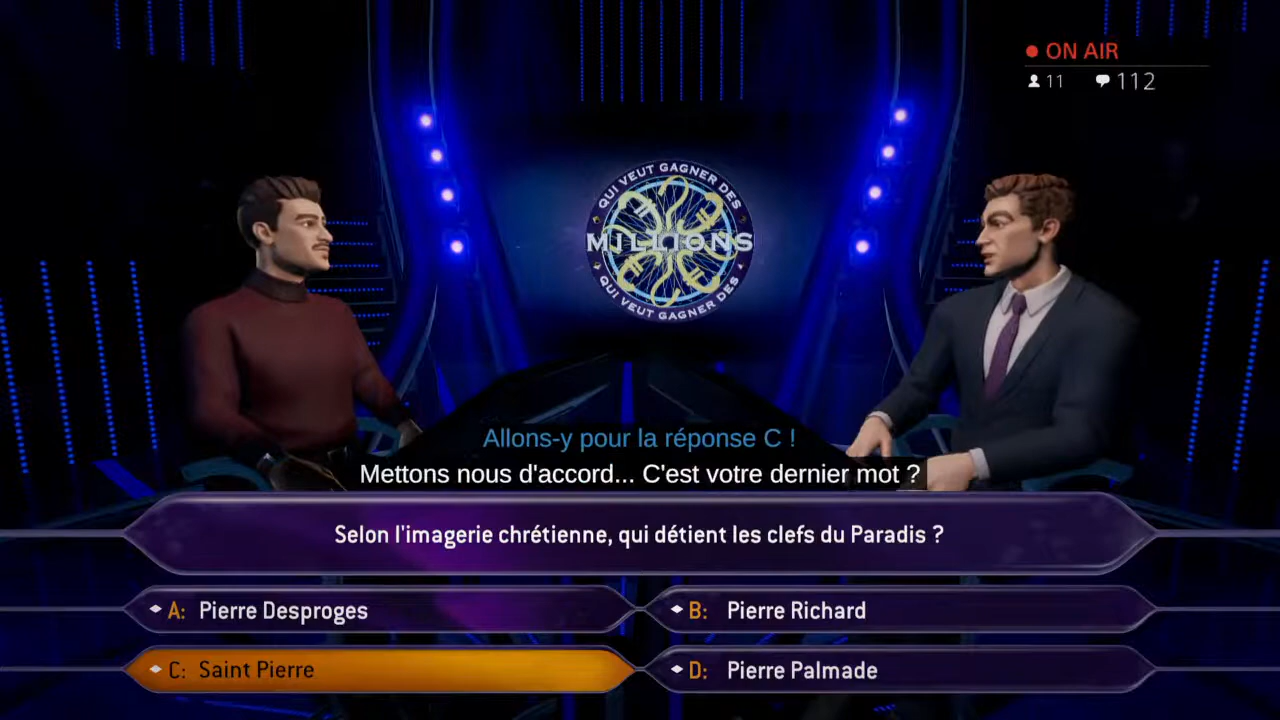 ON AIR
11 112
QUI VEUT GAGNER DES
MILLIONS
QUI VEUT GAGNER DES
Allons-y pour la réponse C !
Mettons nous d'accord... C'est votre dernier mot ?
Selon l'imagerie chrétienne, qui détient les clefs du Paradis ?
A: Pierre Desproges
B: Pierre Richard
C: Saint Pierre
D: Pierre Palmade